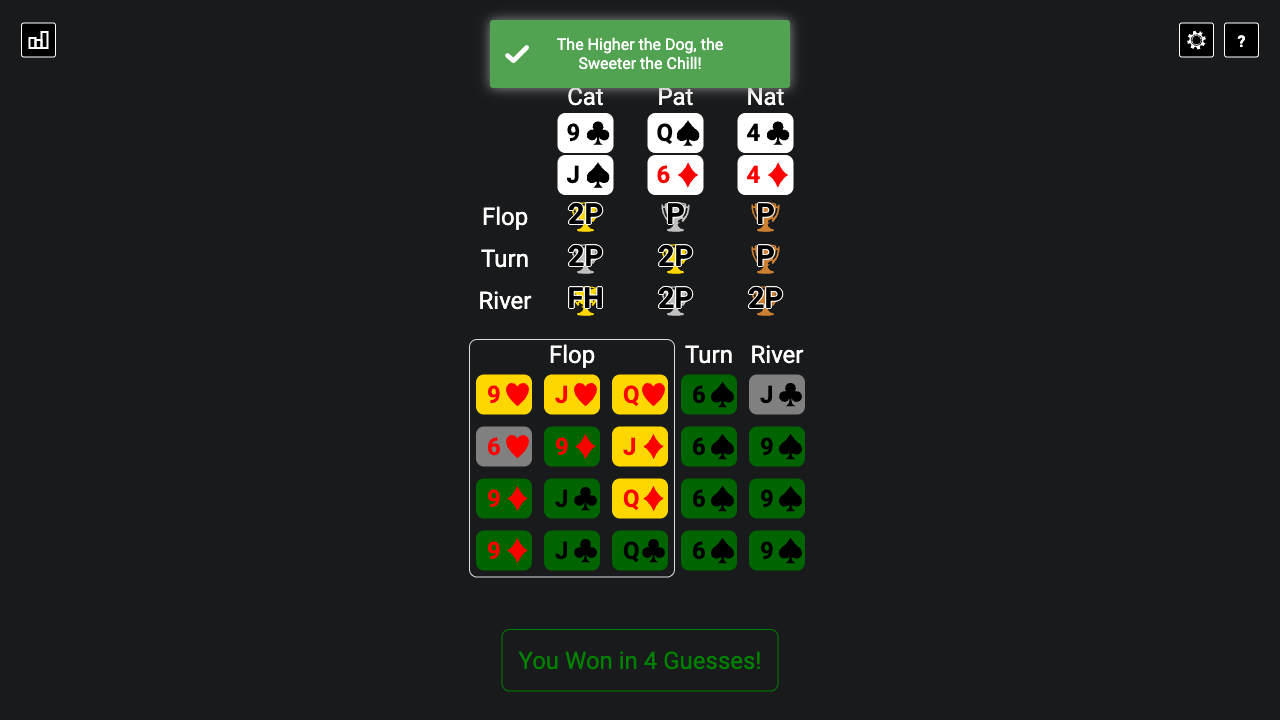 The Higher the Dog, the
Sweeter the Chill!
?
Cat Pat Nat
9 Q 4
J 6 4
Flop 2P P P
Turn 2P 2P P
River FH 2P 2P
Flop Turn River
9 J Q 6 J
6 9 J 6 9
9 J Q 6 9
9 J Q 6 9
You Won in 4 Guesses!